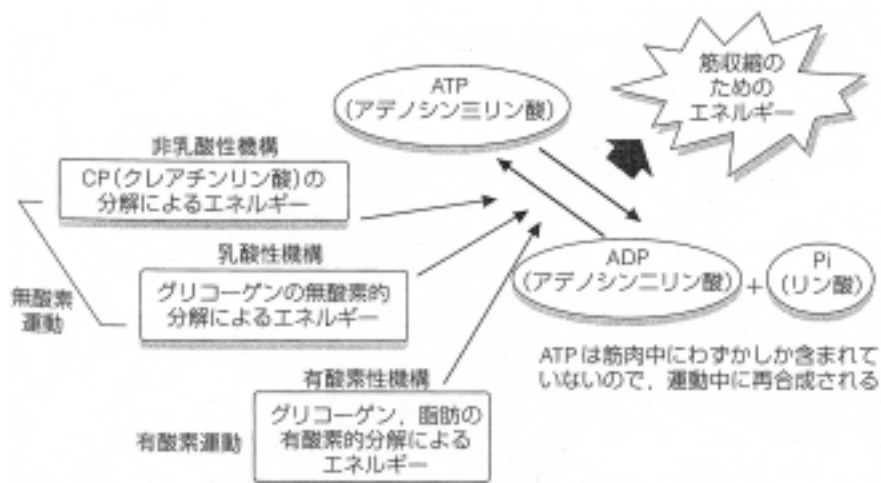 筋収縮の
ための
エネルギー
ATP
(アデノシン三リン酸)
非乳酸性機構
CP(クレアチンリン酸)の
分解によるエネルギー
乳酸性機構
グリコーゲンの無酸素的
分解によるエネルギー
無酸素
運動
ADP
(アデノシン二リン酸)
+
Pi
(リン酸)
ATPは筋肉中にわずかしか含まれて
いないので,運動中に再合成される
有酸素性機構
グリコーゲン,脂肪の
有酸素的分解による
エネルギー
有酸素運動